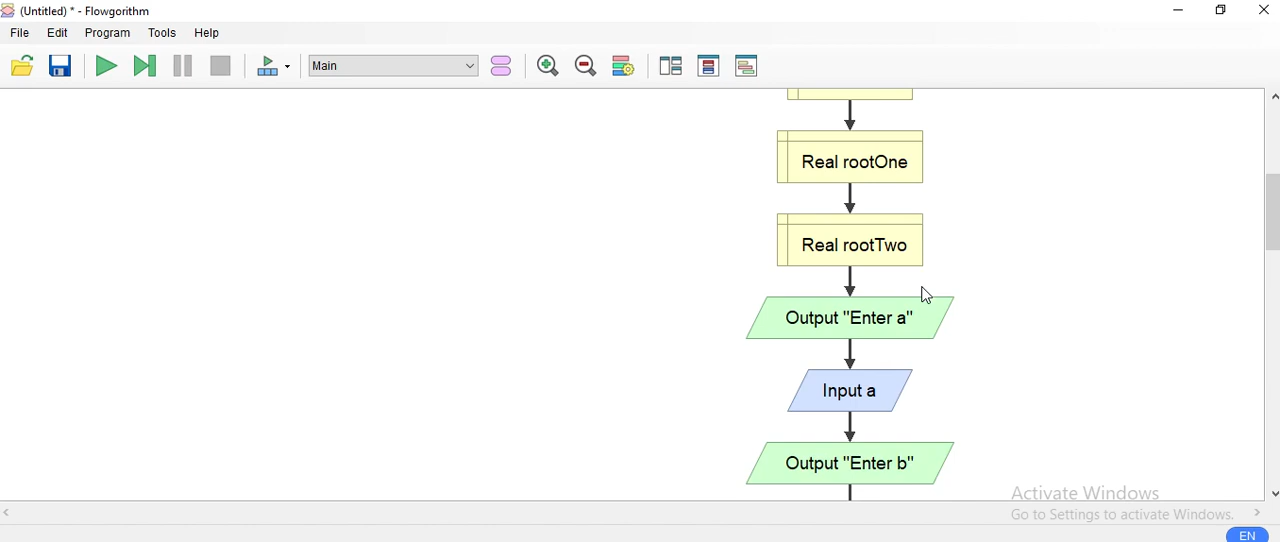 (Untitled) * - Flowgorithm
File Edit Program Tools Help
Main
Real rootOne
Real rootTwo
Output "Enter a"
Input a
Output "Enter b"
Activate Windows
Go to Settings to activate Windows.
EN